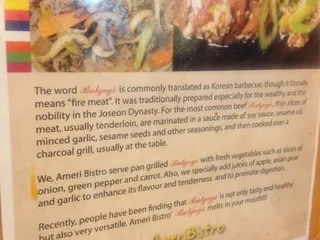 The word Bulgogi is commonly translated as Korean barbecue, though it literally
means "fire meat". It was traditionally prepared especially for the wealthy and the
nobility in the Joseon Dynasty. For the most common beef Bulgogi, thin slices of
meat, usually tenderloin, are marinated in a sauce made of suy sauce, sesame oil,
minced garlic, sesame seeds and other seasonings, and then cooked over a
charcoal grill, usually at the table.
We, Ameri Bistro serve pan grilled Bulgogi with fresh vegetables such as slices of
onion, green pepper and carrot. Also, we specially add juices of apple, asian pear
and garlic to enhance its flavour and tenderness and to promote digestion.
Recently, people have been finding that Bulgogi is not only tasty and healthy
but also very versatile. Ameri Bistro' Bulgogi melts in your mouth!
AmeriBistro